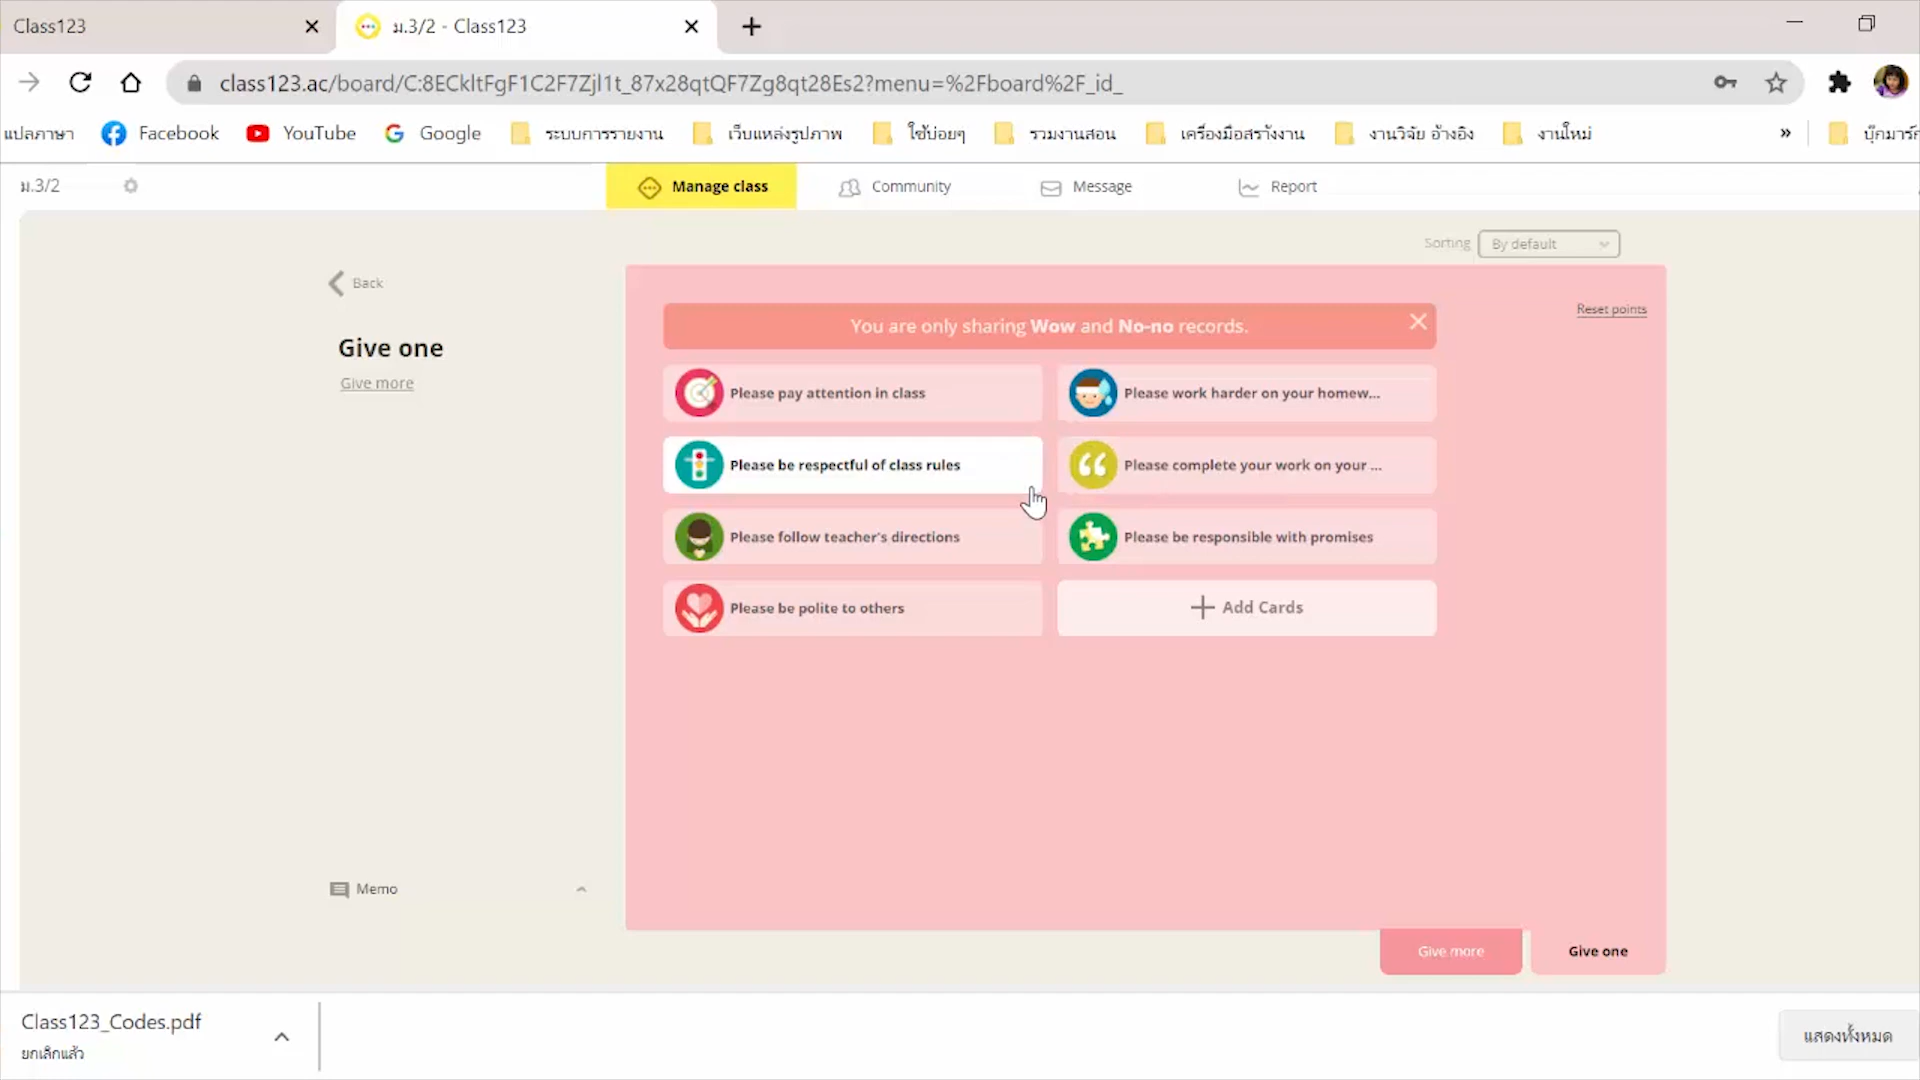 Class123
ม.3/2 - Class123
class123.ac/board/C:8ECkltFgF1C2F7Zjl1t_87x28qtQF7Zg8qt28Es2?menu=%2Fboard%2F_id_
แปลภาษา Facebook YouTube Google ระบบการรายงาน เว็บแหล่งรูปภาพ ใช้บ่อยๆ รวมงานสอน เครื่องมือสร้างงาน งานวิจัย อ้างอิง งานใหม่ » บุ๊กมาร์ก
ม.3/2 Manage class Community Message Report
Sorting By default
Back
Reset points
You are only sharing Wow and No-no records.
Give one
Give more
Please pay attention in class
Please work harder on your homew...
Please be respectful of class rules
Please complete your work on your ...
Please follow teacher's directions
Please be responsible with promises
Please be polite to others
Add Cards
Memo
Give more
Give one
Class123_Codes.pdf
ยกเลิกแล้ว
แสดงทั้งหมด